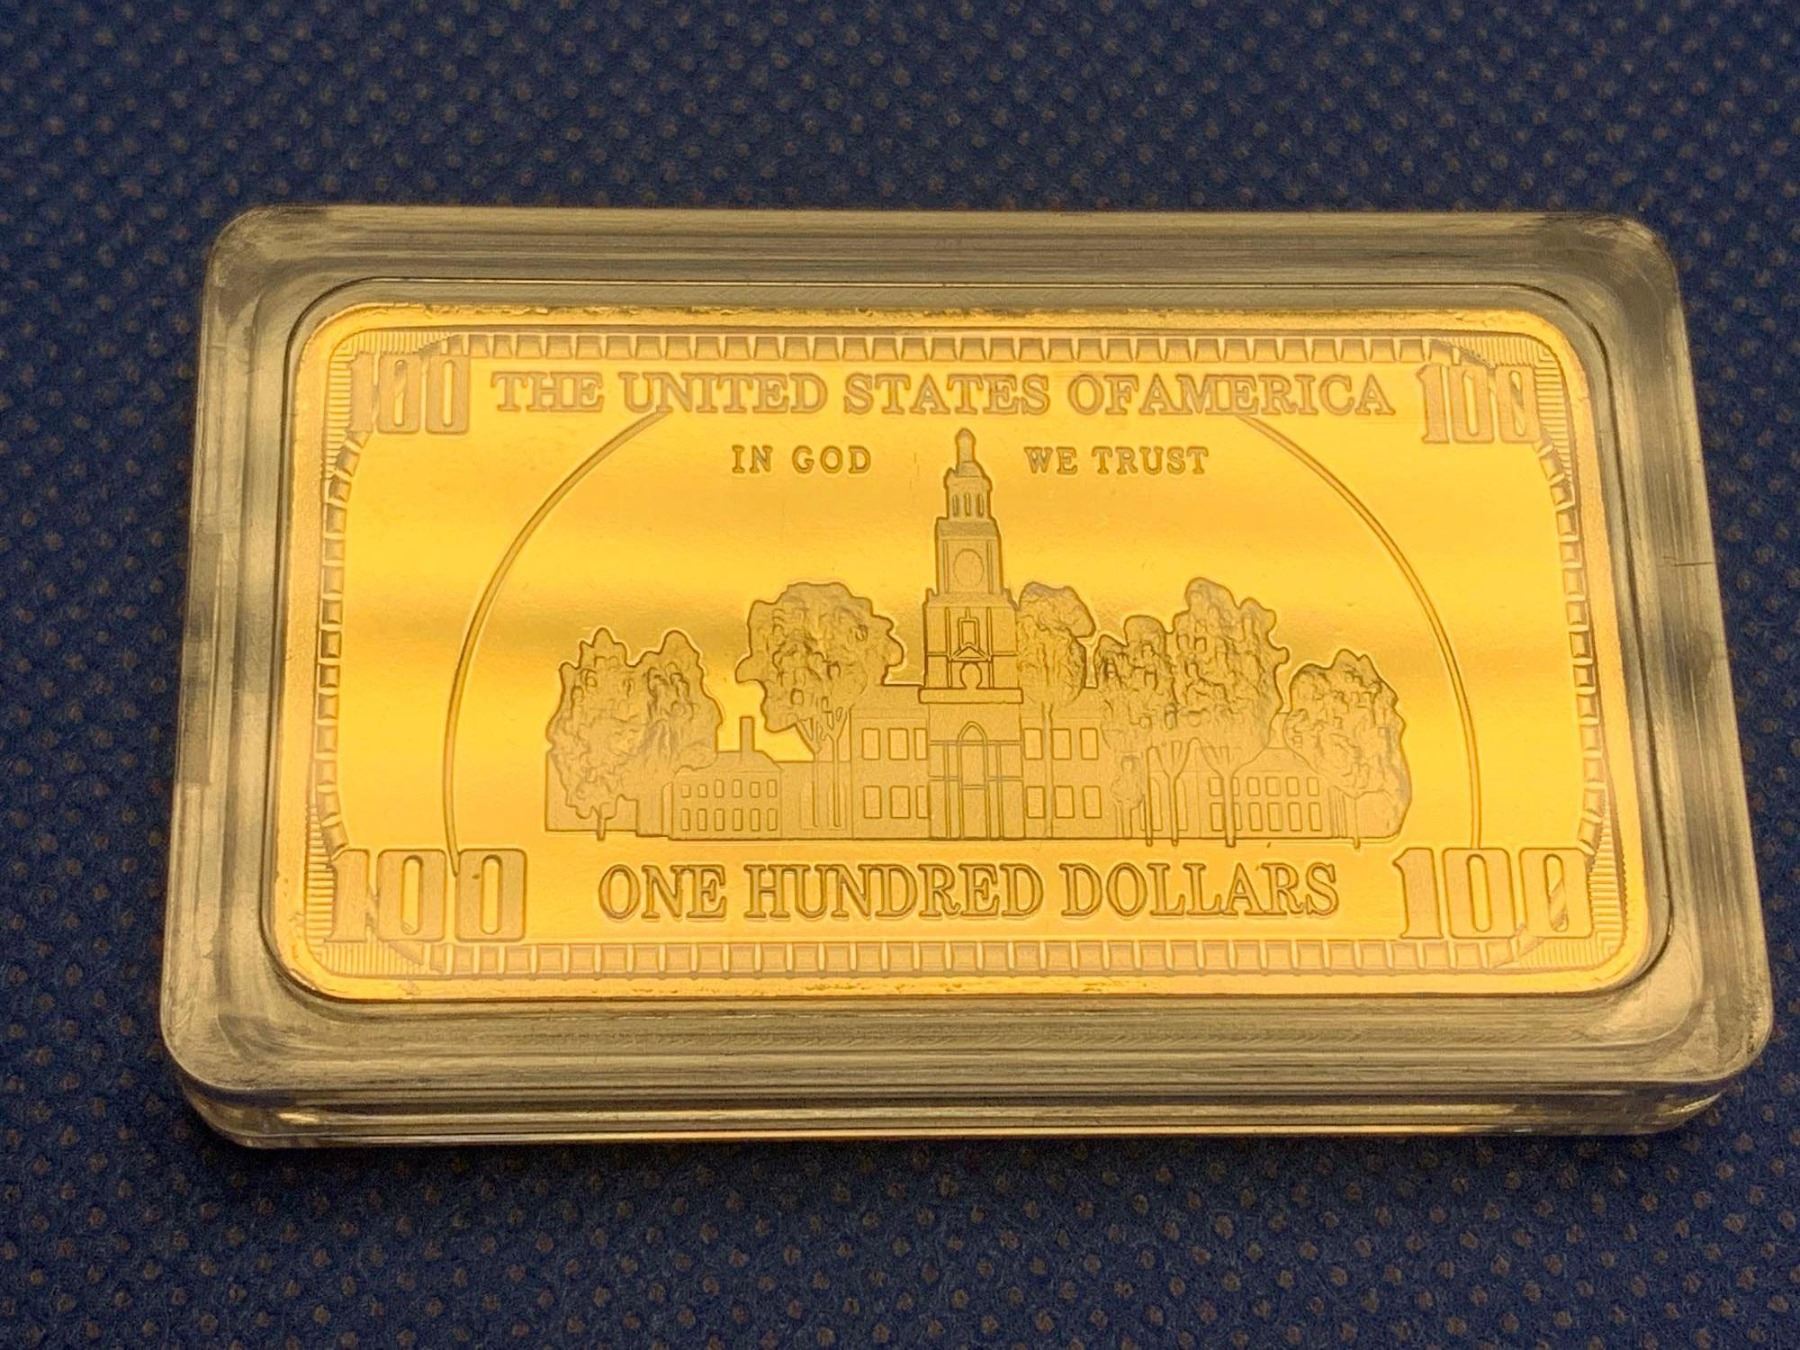 100 THE UNITED STATES OFAMERICA 100
IN GOD WE TRUST
100 ONE HUNDRED DOLLARS 100